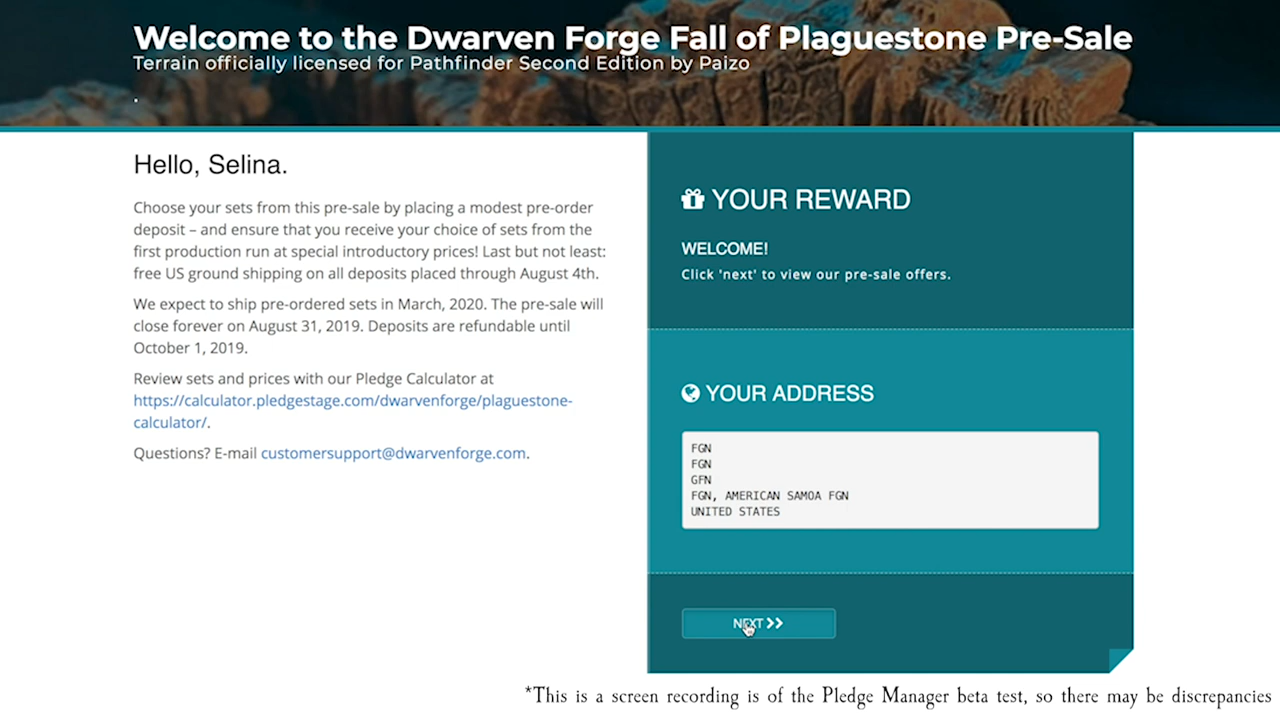 Welcome to the Dwarven Forge Fall of Plaguestone Pre-Sale
Terrain officially licensed for Pathfinder Second Edition by Paizo
.
Hello, Selina.
Choose your sets from this pre-sale by placing a modest pre-order
deposit – and ensure that you receive your choice of sets from the
first production run at special introductory prices! Last but not least:
free US ground shipping on all deposits placed through August 4th.
We expect to ship pre-ordered sets in March, 2020. The pre-sale will
close forever on August 31, 2019. Deposits are refundable until
October 1, 2019.
Review sets and prices with our Pledge Calculator at
https://calculator.pledgestage.com/dwarvenforge/plaguestone-
calculator/.
Questions? E-mail customersupport@dwarvenforge.com.
YOUR REWARD
WELCOME!
Click 'next' to view our pre-sale offers.
YOUR ADDRESS
FGN
FGN
GFN
FGN, AMERICAN SAMOA FGN
UNITED STATES
NEXT
*This is a screen recording is of the Pledge Manager beta test, so there may be discrepancies